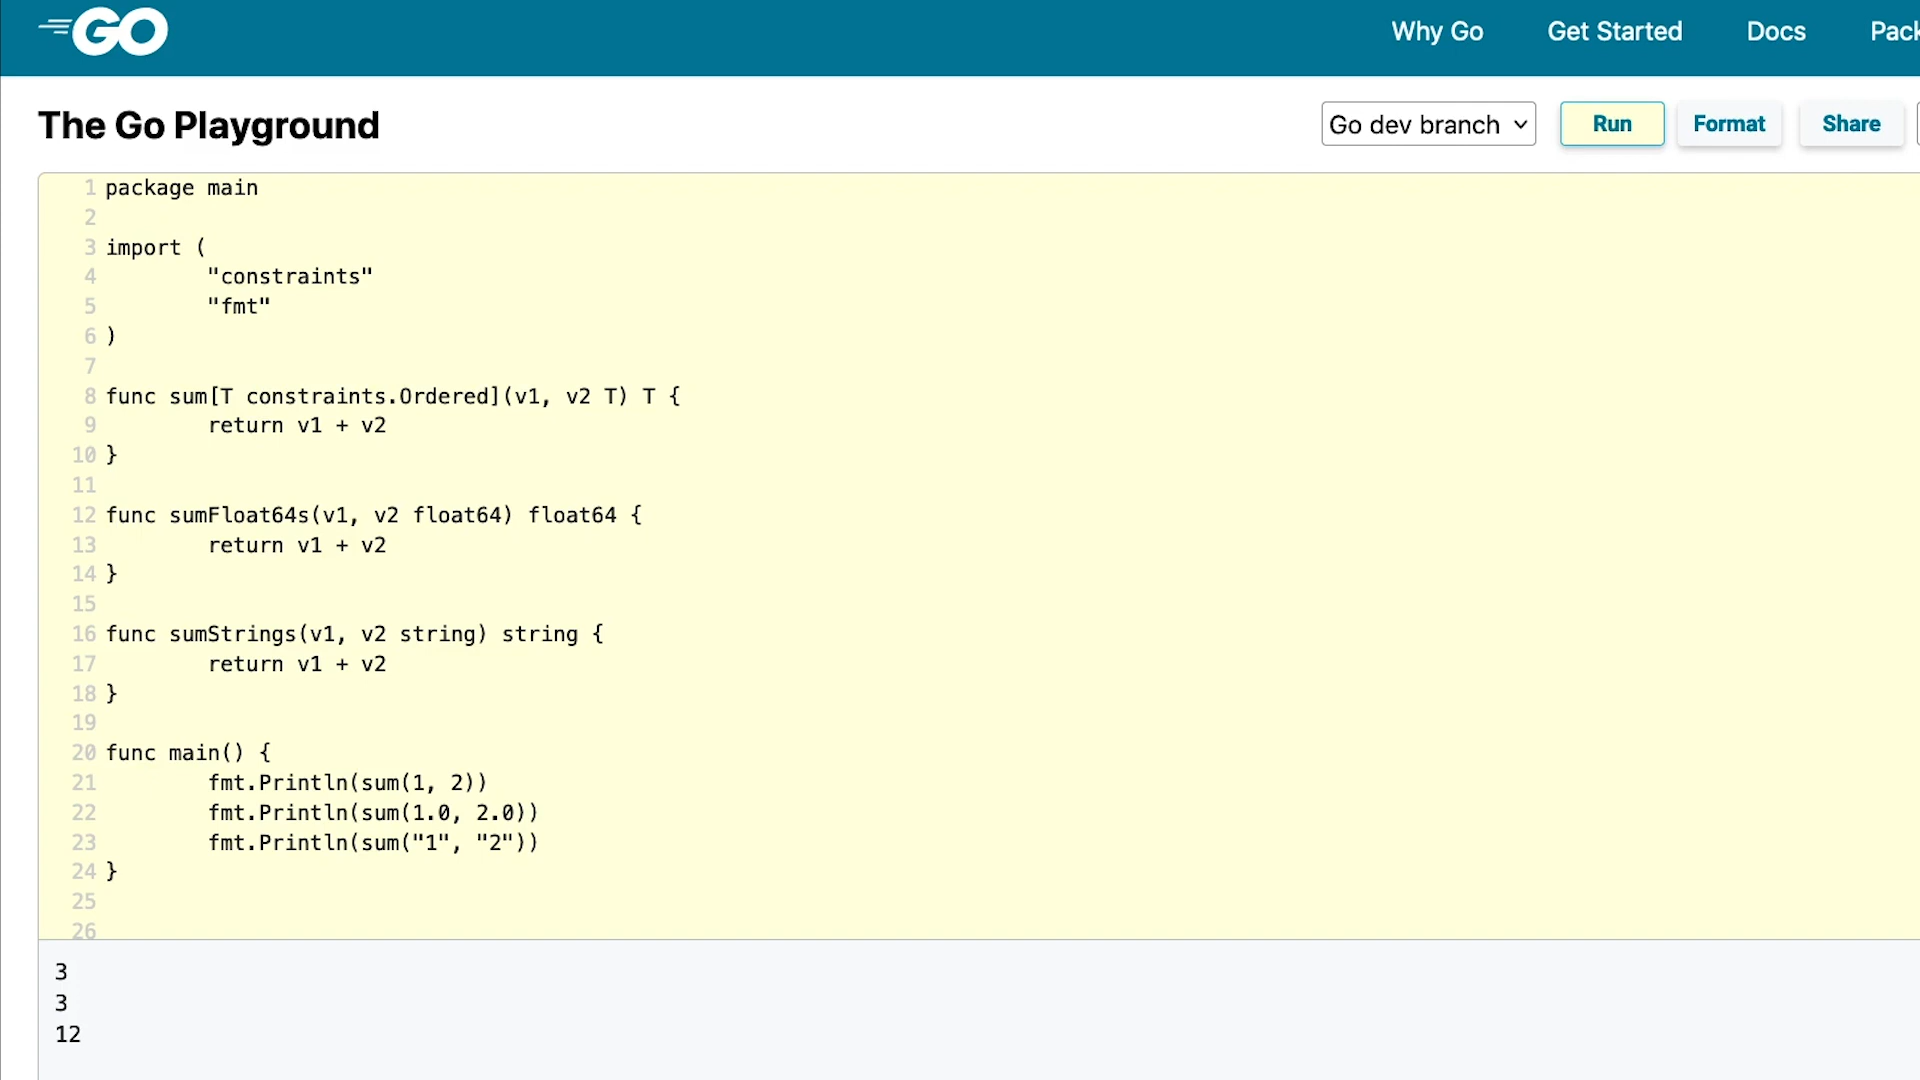 GO
Why Go Get Started Docs Pack
The Go Playground
Go dev branch Run Format Share
1 package main
2
3 import (
4 "constraints"
5 "fmt"
6 )
7
8 func sum[T constraints.Ordered](v1, v2 T) T {
9 return v1 + v2
10 }
11
12 func sumFloat64s(v1, v2 float64) float64 {
13 return v1 + v2
14 }
15
16 func sumStrings(v1, v2 string) string {
17 return v1 + v2
18 }
19
20 func main() {
21 fmt.Println(sum(1, 2))
22 fmt.Println(sum(1.0, 2.0))
23 fmt.Println(sum("1", "2"))
24 }
25
26
3
3
12